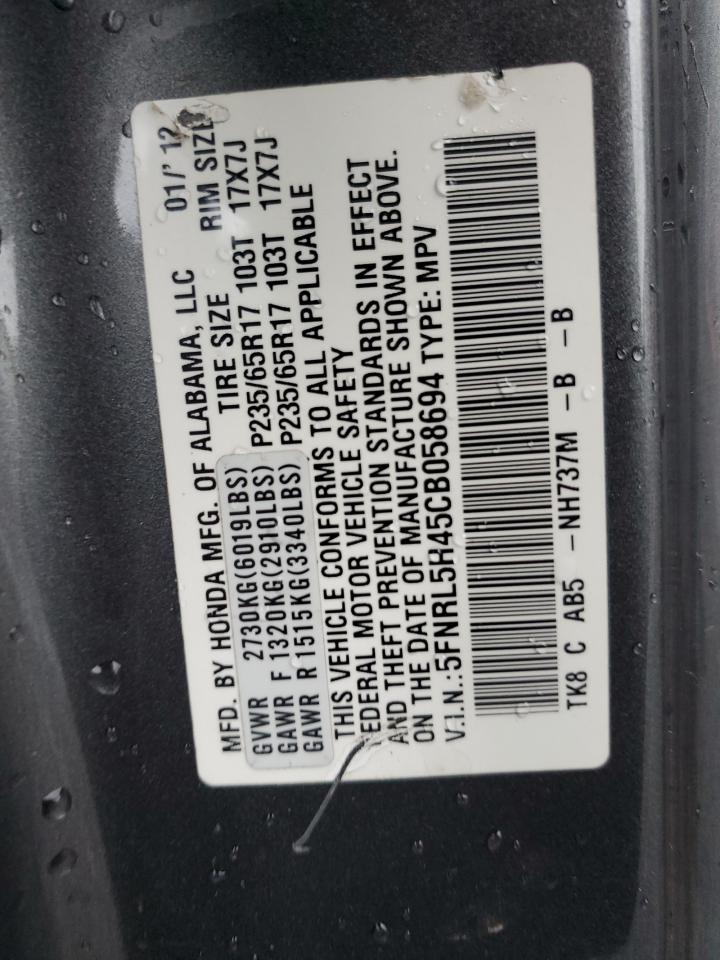 MFD. BY HONDA MFG. OF ALABAMA, LLC 01/'12
TIRE SIZE RIM SIZE
GVWR 2730KG(6019LBS)
GAWR F 1320KG(2910LBS) P235/65R17 103T 17X7J
GAWR R 1515KG(3340LBS) P235/65R17 103T 17X7J
THIS VEHICLE CONFORMS TO ALL APPLICABLE
FEDERAL MOTOR VEHICLE SAFETY
AND THEFT PREVENTION STANDARDS IN EFFECT
ON THE DATE OF MANUFACTURE SHOWN ABOVE.
V.I.N.:5FNRL5H45CB058694 TYPE: MPV
TK8 C AB5 -NH737M -B -B